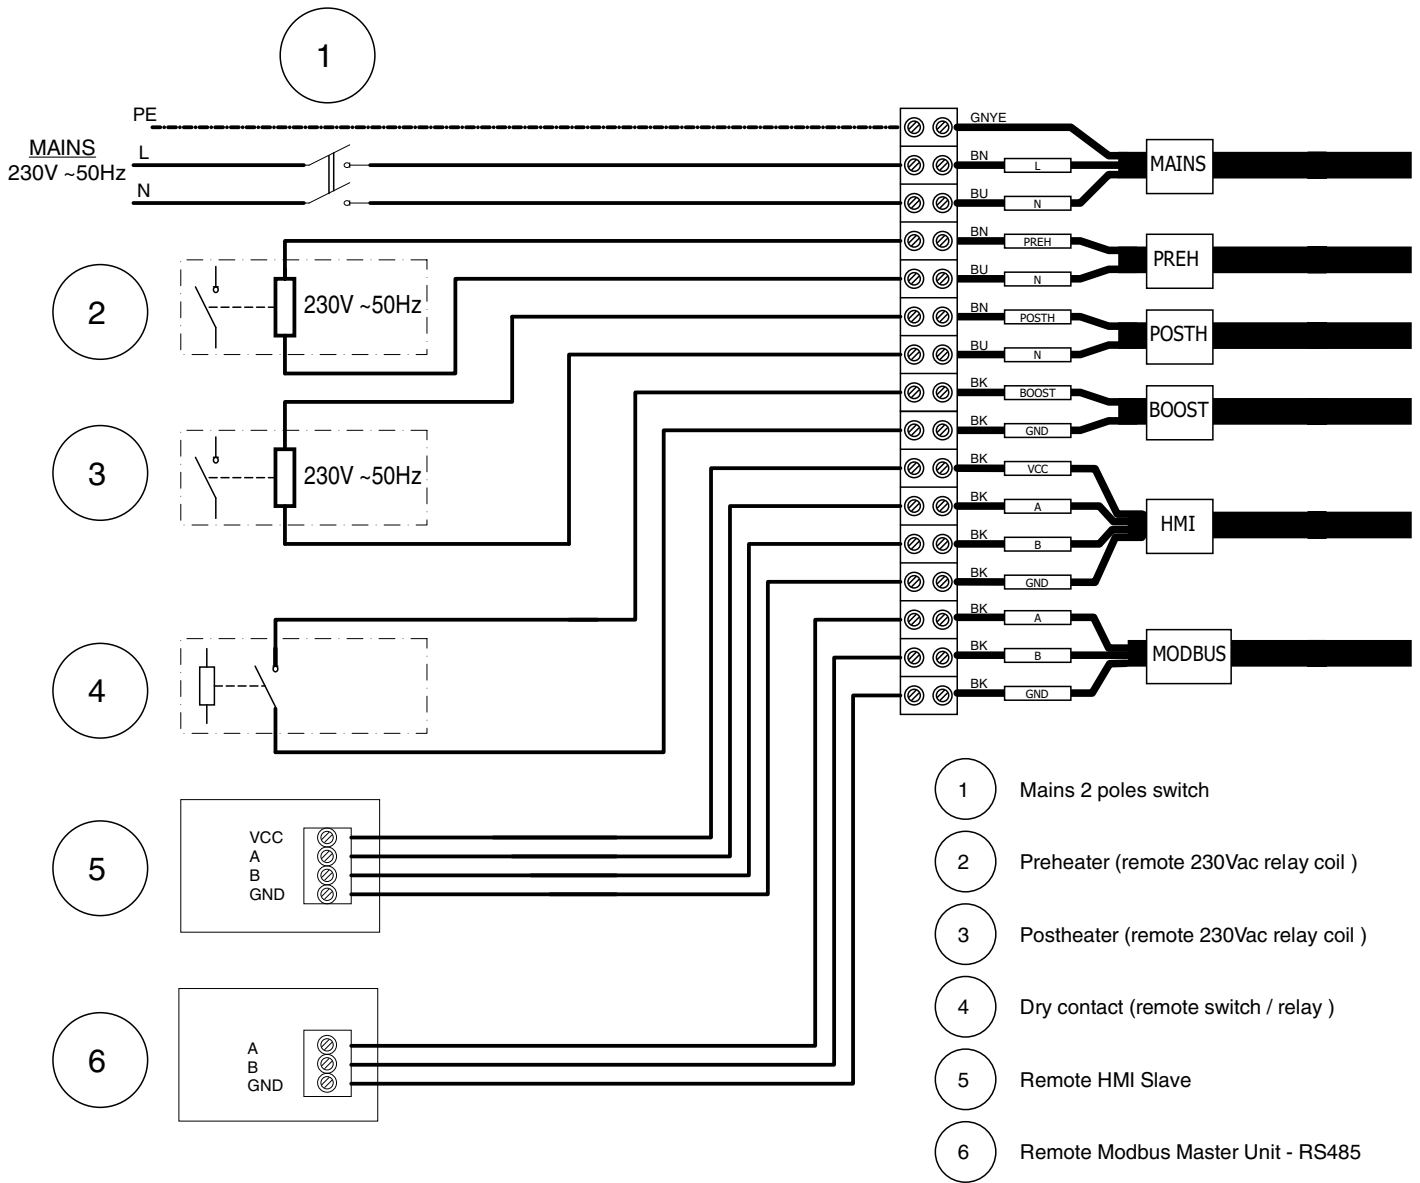 1
PE
MAINS
230V ~50Hz
L
N
2
230V ~50Hz
3
230V ~50Hz
4
5
VCC
A
B
GND
6
A
B
GND
GNYE
BN
L
BU
N
MAINS
BN
PREH
BU
N
PREH
BN
POSTH
BU
N
POSTH
BK
BOOST
BK
GND
BOOST
BK
VCC
BK
A
BK
B
BK
GND
HMI
BK
A
BK
B
BK
GND
MODBUS
1 Mains 2 poles switch
2 Preheater (remote 230Vac relay coil )
3 Postheater (remote 230Vac relay coil )
4 Dry contact (remote switch / relay )
5 Remote HMI Slave
6 Remote Modbus Master Unit - RS485